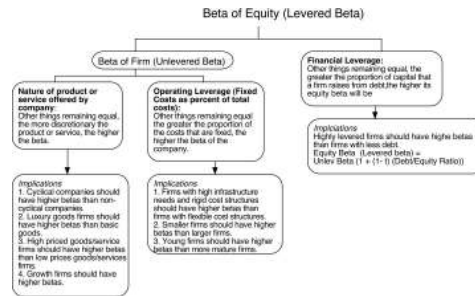 Beta of Equity (Levered Beta)
Beta of Firm (Unlevered Beta)
Financial Leverage:
Other things remaining equal, the
greater the proportion of capital that
a firm raises from debt,the higher its
equity beta will be
Nature of product or
service offered by
company:
Other things remaining equal,
the more discretionary the
product or service, the higher
the beta.
Operating Leverage (Fixed
Costs as percent of total
costs):
Other things remaining equal
the greater the proportion of
the costs that are fixed, the
higher the beta of the
company.
Implciations
Highly levered firms should have highe betas
than firms with less debt.
Equity Beta (Levered beta) =
Unlev Beta (1 + (1- t) (Debt/Equity Ratio))
Implications
1. Cyclical companies should
have higher betas than non-
cyclical companies.
2. Luxury goods firms should
have higher betas than basic
goods.
3. High priced goods/service
firms should have higher betas
than low prices goods/services
firms.
4. Growth firms should have
higher betas.
Implications
1. Firms with high infrastructure
needs and rigid cost structures
should have higher betas than
firms with flexible cost structures.
2. Smaller firms should have higher
betas than larger firms.
3. Young firms should have higher
betas than more mature firms.